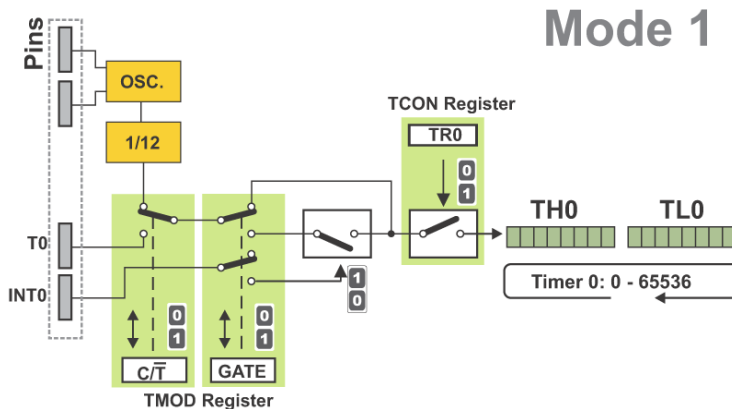 Mode 1
Pins
OSC.
1/12
TCON Register
TR0
0
1
TH0
TL0
T0
INT0
1
0
Timer 0: 0 - 65536
0
1
0
1
C/T̅
GATE
TMOD Register